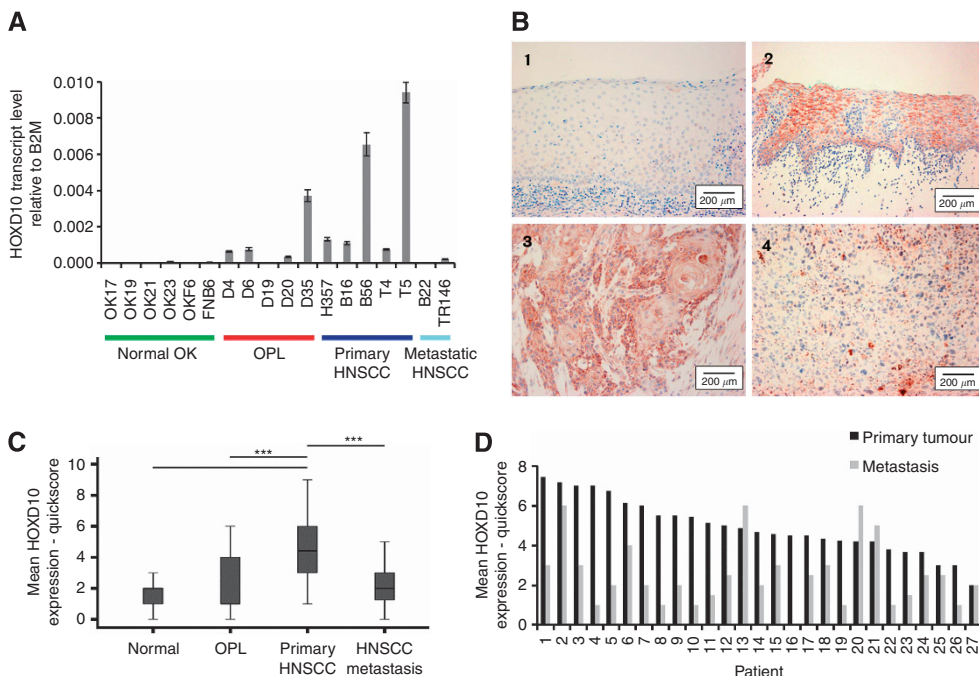 A
HOXD10 transcript level
relative to B2M
0.010
0.008
0.006
0.004
0.002
0.000
OK17
OK19
OK21
OK23
OKF6
FNB6
D4
D6
D19
D20
D35
H357
B16
B56
T4
T5
B22
TR146
Normal OK
OPL
Primary
HNSCC
Metastatic
HNSCC
B
1
200 µm
2
200 µm
3
200 µm
4
200 µm
C
Mean HOXD10
expression - quickscore
10
8
6
4
2
0
***
***
Normal
OPL
Primary
HNSCC
HNSCC
metastasis
D
Primary tumour
Metastasis
Mean HOXD10
expression - quickscore
8
6
4
2
0
1
2
3
4
5
6
7
8
9
10
11
12
13
14
15
16
17
18
19
20
21
22
23
24
25
26
27
Patient